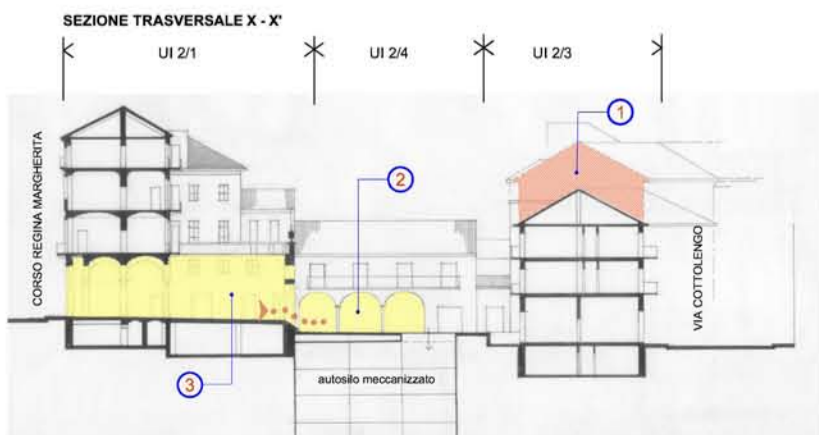 SEZIONE TRASVERSALE X - X'
UI 2/1
UI 2/4
UI 2/3
1
2
CORSO REGINA MARGHERITA
VIA COTTOLENGO
3
autosilo meccanizzato